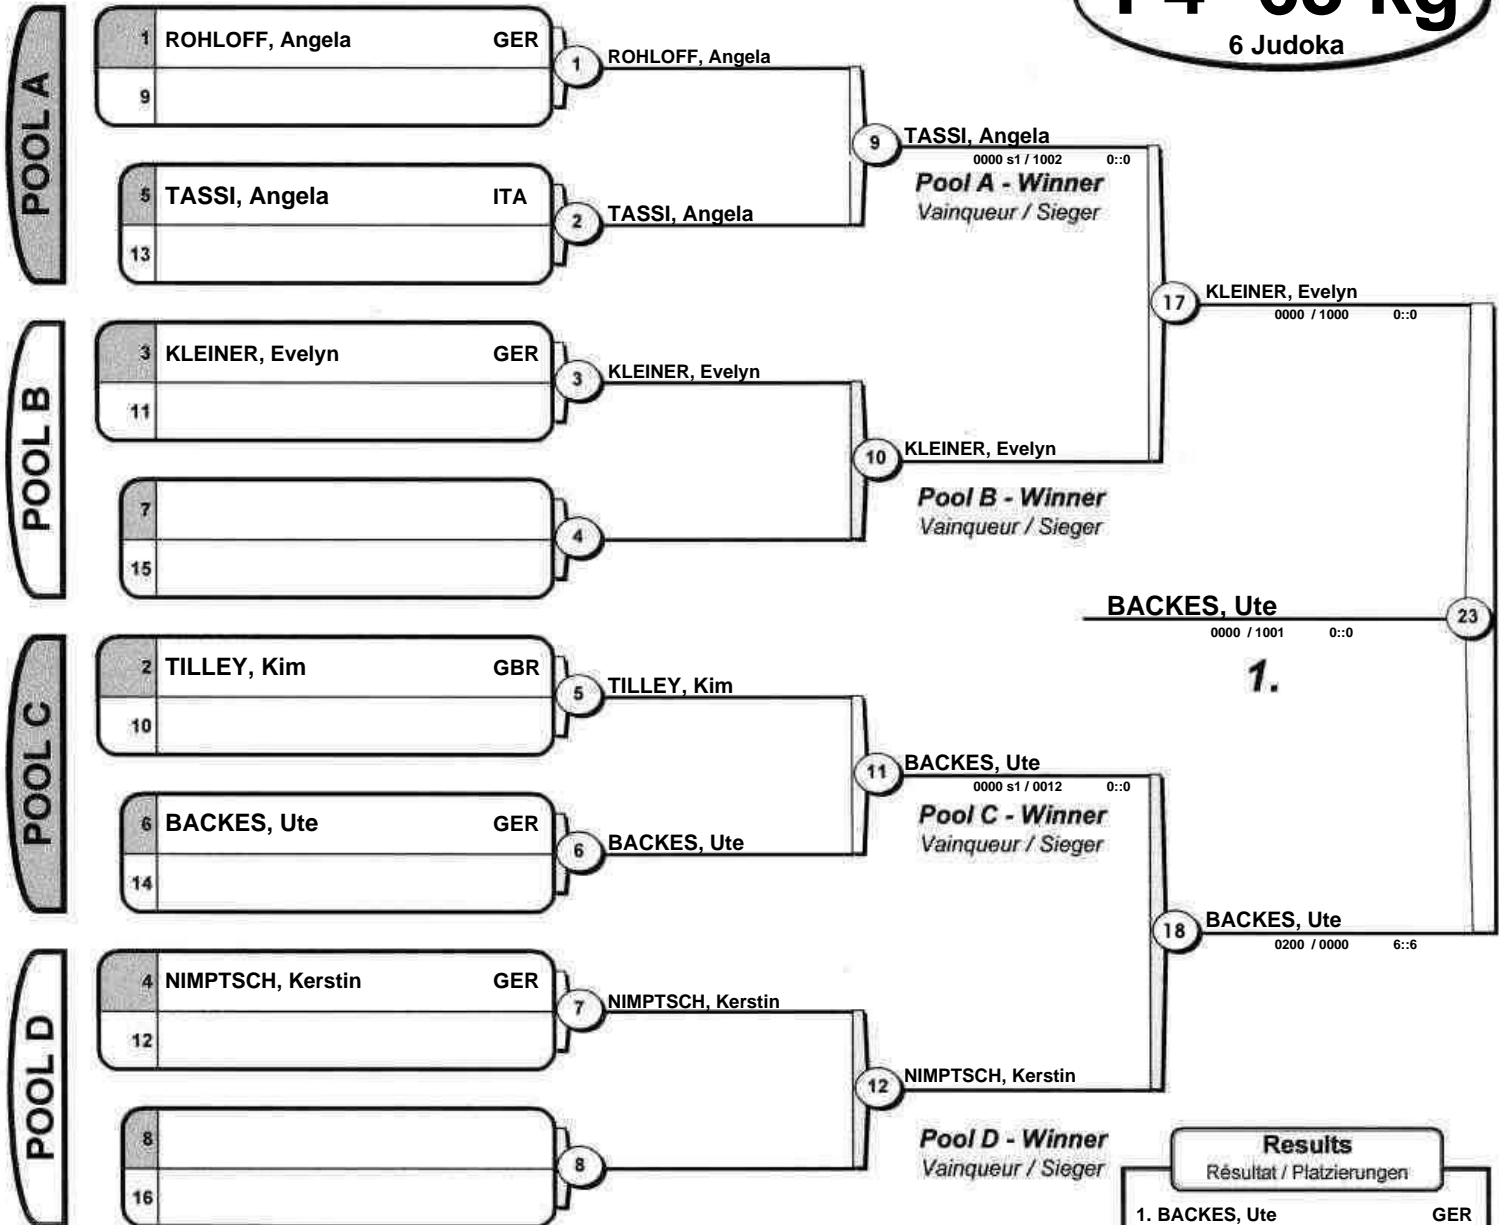 6 Judoka
POOL A
1 ROHLOFF, Angela GER
9
1 ROHLOFF, Angela
5 TASSI, Angela ITA
13
2 TASSI, Angela
9 TASSI, Angela
0000 s1 / 1002 0::0
Pool A - Winner
Vainqueur / Sieger
POOL B
3 KLEINER, Evelyn GER
11
3 KLEINER, Evelyn
7
15
4
10 KLEINER, Evelyn
Pool B - Winner
Vainqueur / Sieger
17 KLEINER, Evelyn
0000 / 1000 0::0
BACKES, Ute 23
0000 / 1001 0::0
1.
POOL C
2 TILLEY, Kim GBR
10
5 TILLEY, Kim
6 BACKES, Ute GER
14
6 BACKES, Ute
11 BACKES, Ute
0000 s1 / 0012 0::0
Pool C - Winner
Vainqueur / Sieger
18 BACKES, Ute
0200 / 0000 6::6
POOL D
4 NIMPTSCH, Kerstin GER
12
7 NIMPTSCH, Kerstin
8
16
8
12 NIMPTSCH, Kerstin
Pool D - Winner
Vainqueur / Sieger
Results
Résultat / Platzierungen
1. BACKES, Ute GER